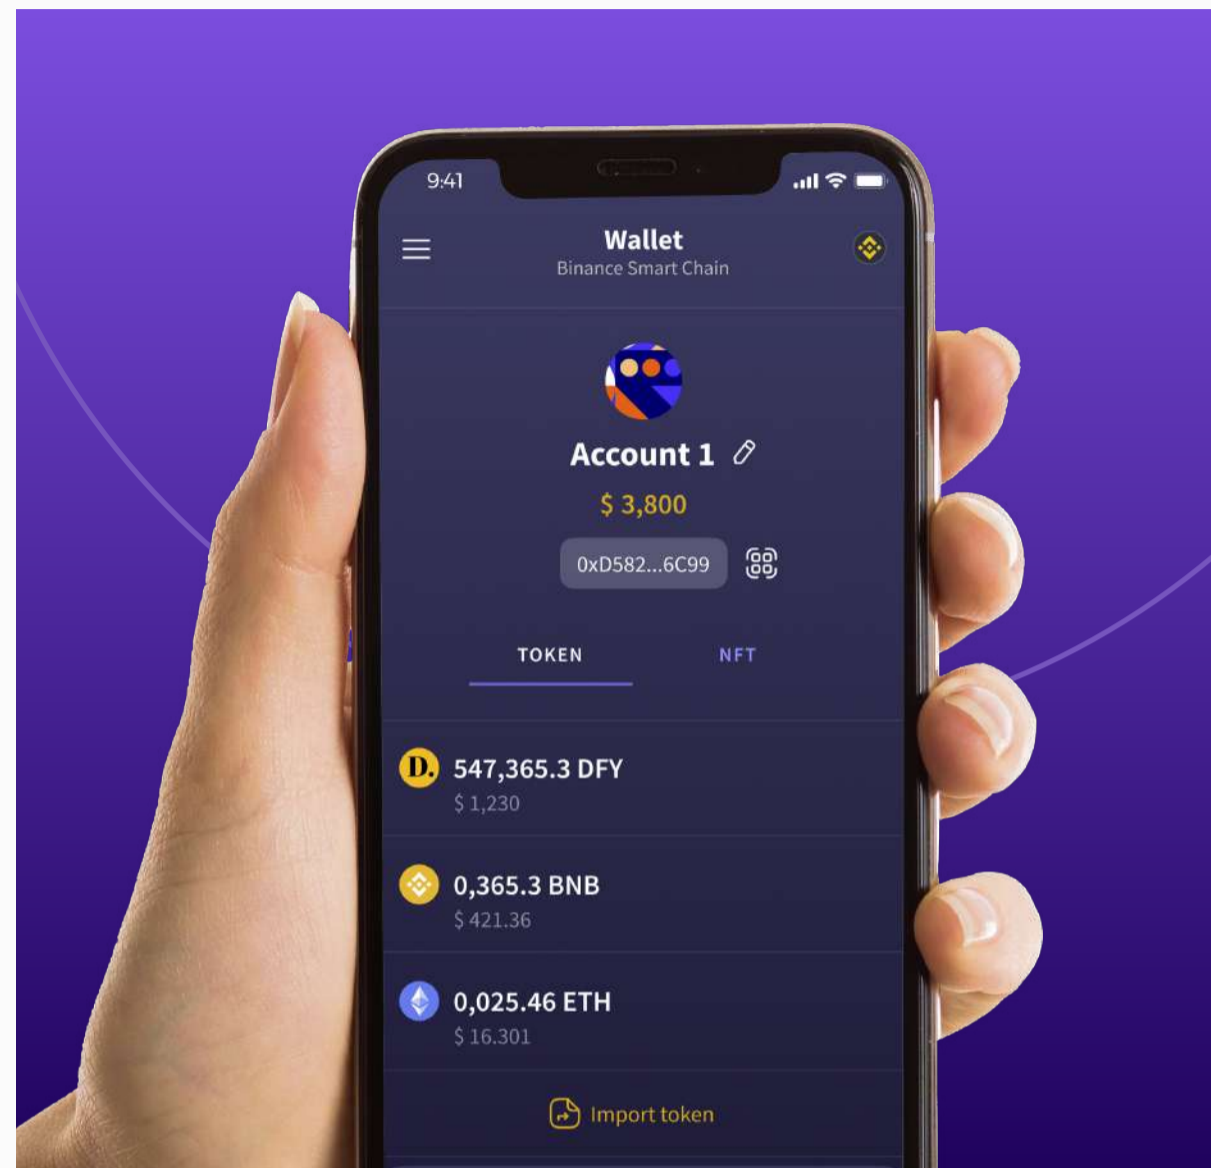 9:41
Wallet
Binance Smart Chain
Account 1
$ 3,800
0xD582...6C99
TOKEN NFT
D. 547,365.3 DFY
$ 1,230
0,365.3 BNB
$ 421.36
0,025.46 ETH
$ 16.301
Import token